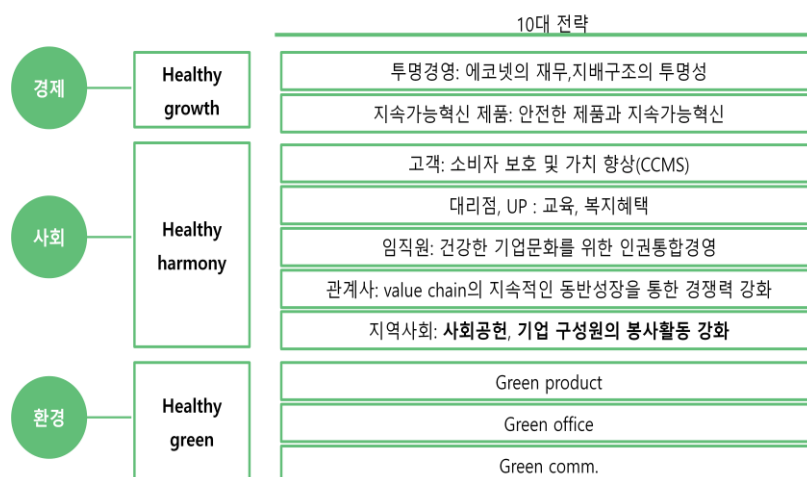 10대 전략
경제
Healthy
growth
투명경영: 에코넷의 재무,지배구조의 투명성
지속가능혁신 제품: 안전한 제품과 지속가능혁신
사회
Healthy
harmony
고객: 소비자 보호 및 가치 향상(CCMS)
대리점, UP : 교육, 복지혜택
임직원: 건강한 기업문화를 위한 인권통합경영
관계사: value chain의 지속적인 동반성장을 통한 경쟁력 강화
지역사회: 사회공헌, 기업 구성원의 봉사활동 강화
환경
Healthy
green
Green product
Green office
Green comm.